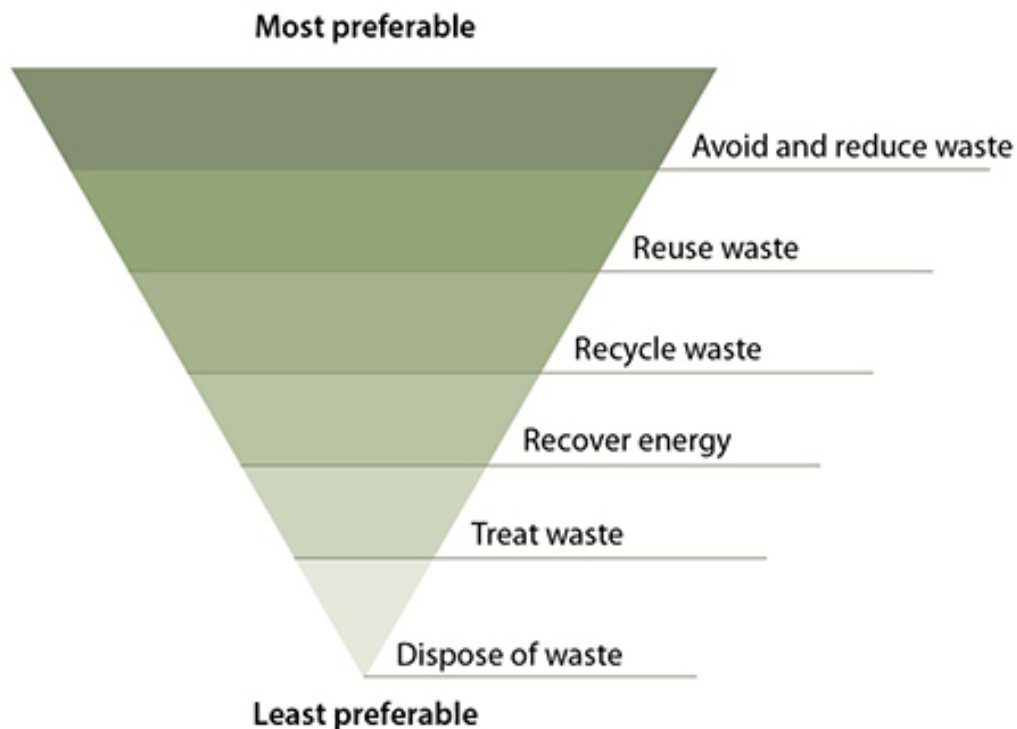 Most preferable
Avoid and reduce waste
Reuse waste
Recycle waste
Recover energy
Treat waste
Dispose of waste
Least preferable